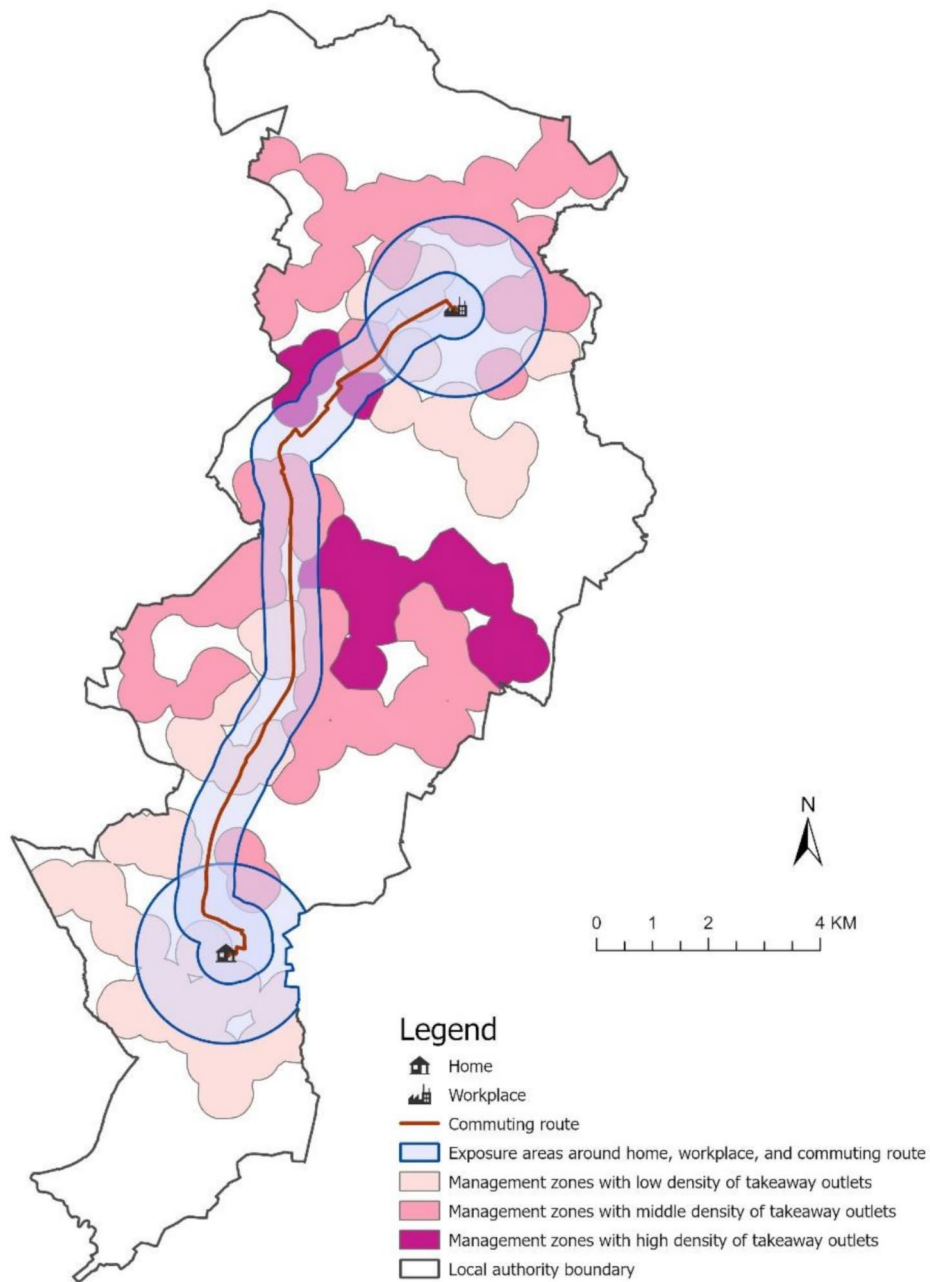 N
0 1 2 4 KM
Legend
Home
Workplace
Commuting route
Exposure areas around home, workplace, and commuting route
Management zones with low density of takeaway outlets
Management zones with middle density of takeaway outlets
Management zones with high density of takeaway outlets
Local authority boundary